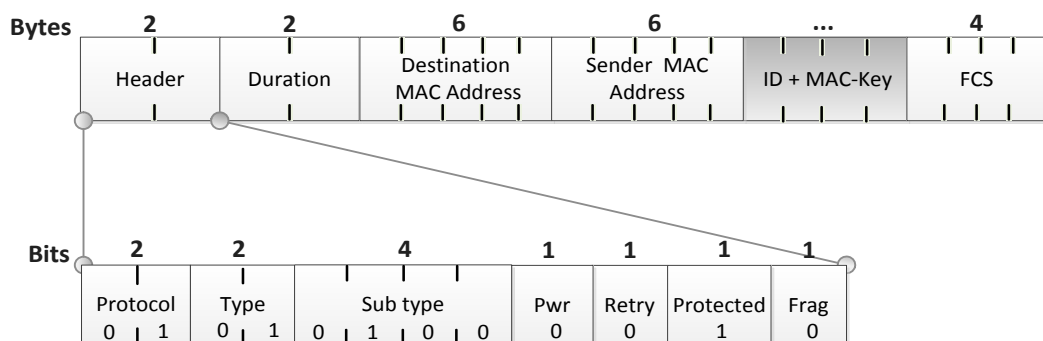 Bytes 2 2 6 6 ... 4
Header Duration Destination MAC Address Sender MAC Address ID + MAC-Key FCS
Bits 2 2 4 1 1 1 1
Protocol Type Sub type Pwr Retry Protected Frag
0 1 0 1 0 1 0 0 0 0 1 0